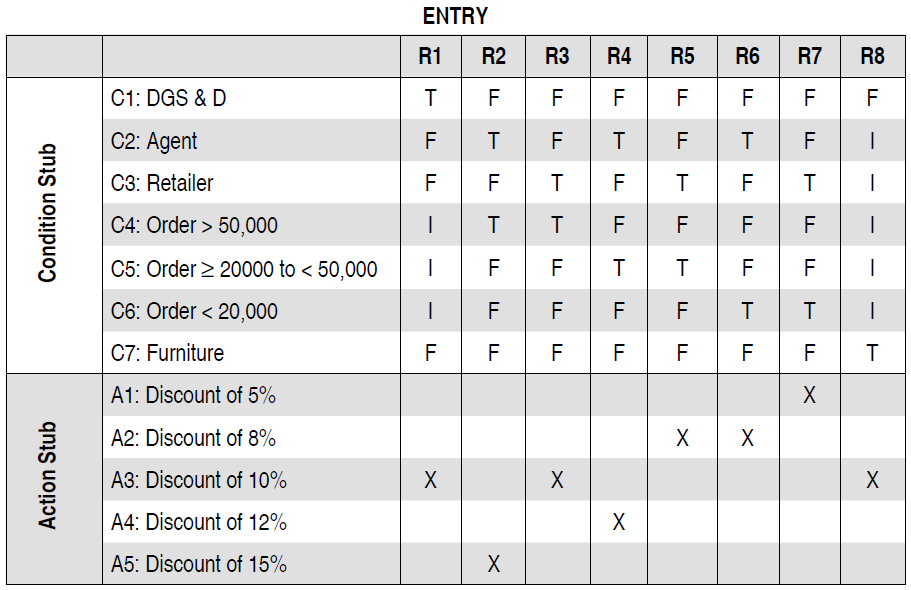 ENTRY
R1 R2 R3 R4 R5 R6 R7 R8
Condition Stub
C1: DGS & D T F F F F F F F
C2: Agent F T F T F T F I
C3: Retailer F F T F T F T I
C4: Order > 50,000 I T T F F F F I
C5: Order ≥ 20000 to < 50,000 I F F T T F F I
C6: Order < 20,000 I F F F F T T I
C7: Furniture F F F F F F F T
Action Stub
A1: Discount of 5% X
A2: Discount of 8% X X
A3: Discount of 10% X X X
A4: Discount of 12% X
A5: Discount of 15% X